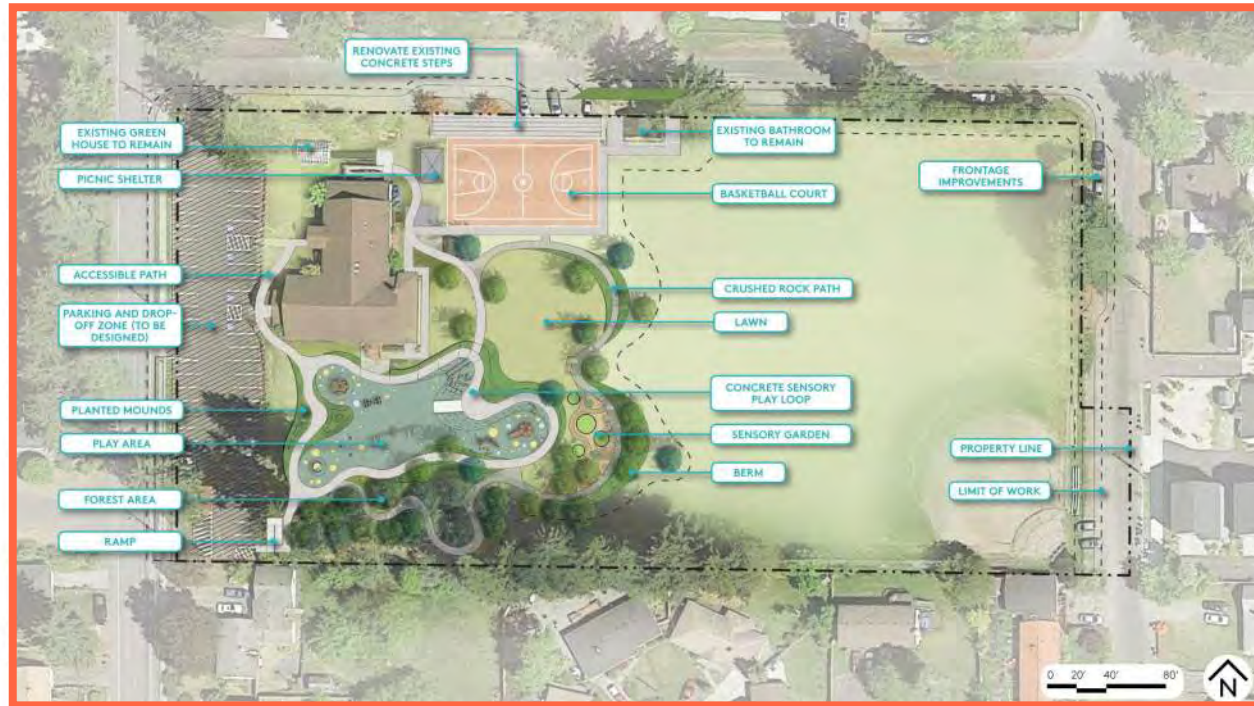 RENOVATE EXISTING
CONCRETE STEPS
EXISTING GREEN
HOUSE TO REMAIN
PICNIC SHELTER
ACCESSIBLE PATH
PARKING AND DROP-
OFF ZONE (TO BE
DESIGNED)
PLANTED MOUNDS
PLAY AREA
FOREST AREA
RAMP
EXISTING BATHROOM
TO REMAIN
BASKETBALL COURT
CRUSHED ROCK PATH
LAWN
CONCRETE SENSORY
PLAY LOOP
SENSORY GARDEN
BERM
FRONTAGE
IMPROVEMENTS
PROPERTY LINE
LIMIT OF WORK
0 20' 40' 80'
N